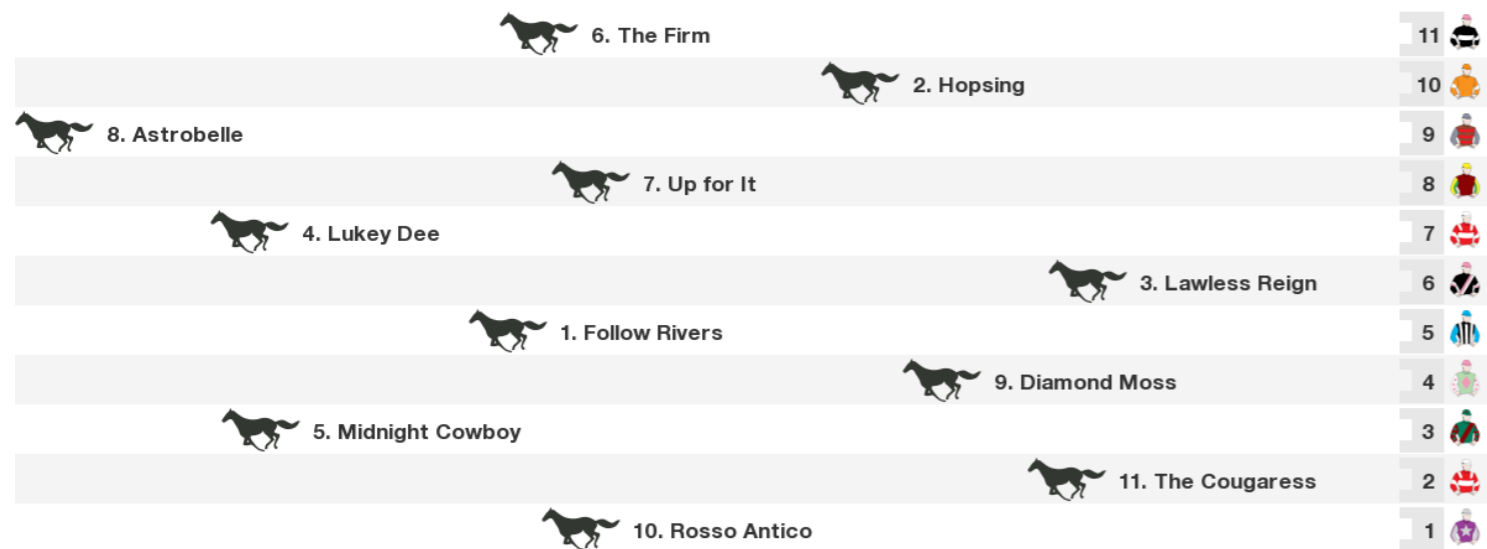 6. The Firm 11
2. Hopsing 10
8. Astrobelle 9
7. Up for It 8
4. Lukey Dee 7
3. Lawless Reign 6
1. Follow Rivers 5
9. Diamond Moss 4
5. Midnight Cowboy 3
11. The Cougaress 2
10. Rosso Antico 1